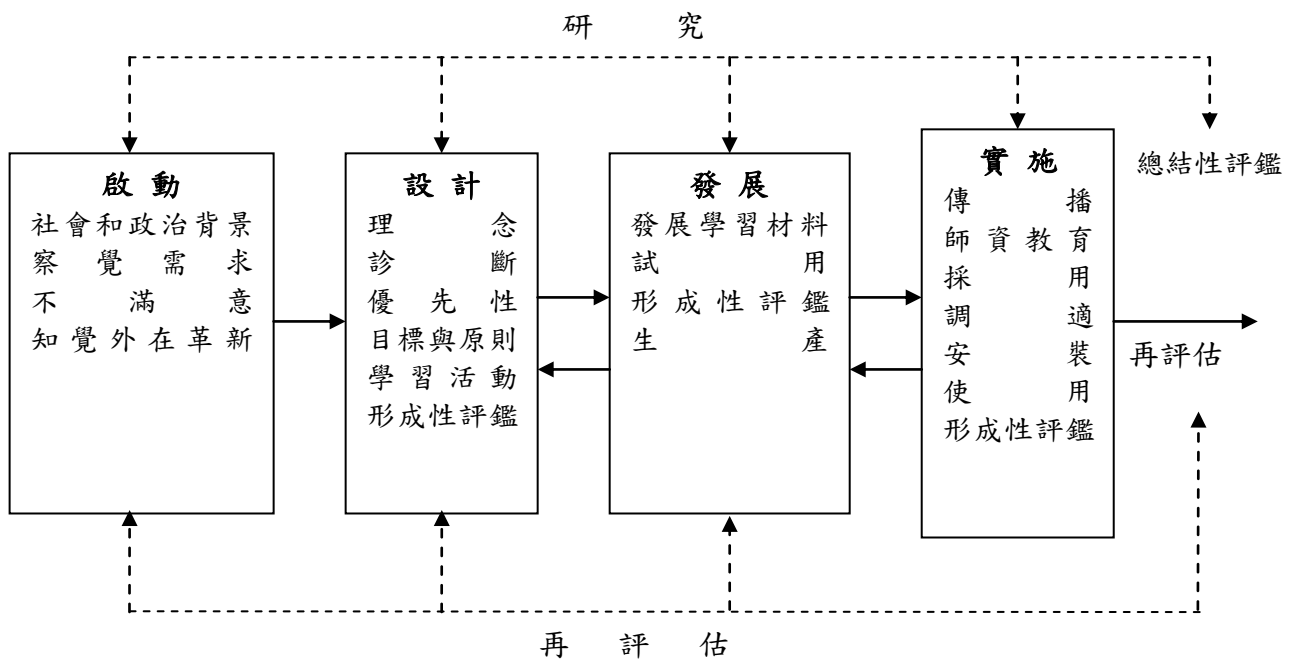 研究
啟動
社會和政治背景
察覺需求
不滿意
知覺外在革新
設計
理念
診斷
優先性
目標與原則
學習活動
形成性評鑑
發展
發展學習材料
試用
形成性評鑑
生產
實施
傳播
師資教育
採用
調適
安裝
使用
形成性評鑑
總結性評鑑
再評估
再評估